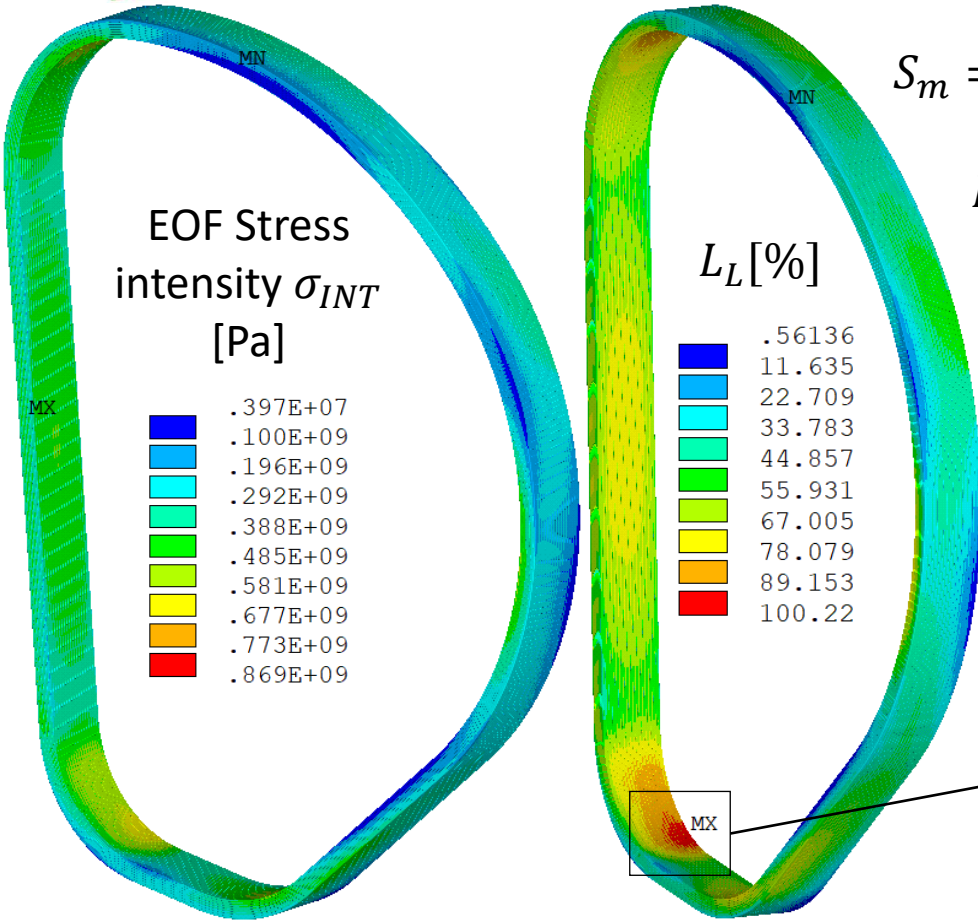 MN
MX
EOF Stress
intensity σ_INT
[Pa]
.397E+07
.100E+09
.196E+09
.292E+09
.388E+09
.485E+09
.581E+09
.677E+09
.773E+09
.869E+09
MN
S_m =
L_L[%]
.56136
11.635
22.709
33.783
44.857
55.931
67.005
78.079
89.153
100.22
MX